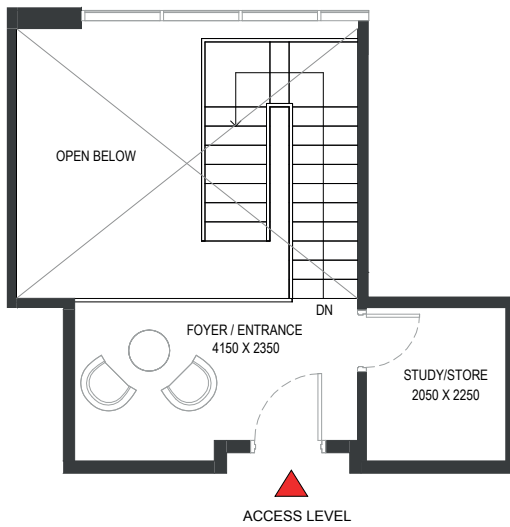 OPEN BELOW
DN
FOYER / ENTRANCE
4150 X 2350
STUDY/STORE
2050 X 2250
ACCESS LEVEL